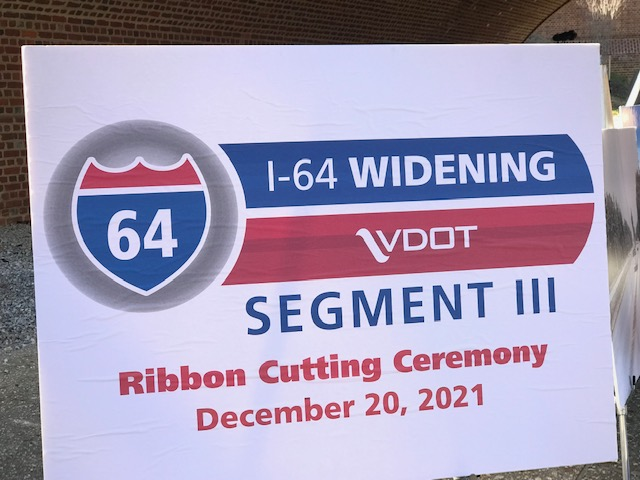 64
I-64 WIDENING
VDOT
SEGMENT III
Ribbon Cutting Ceremony
December 20, 2021